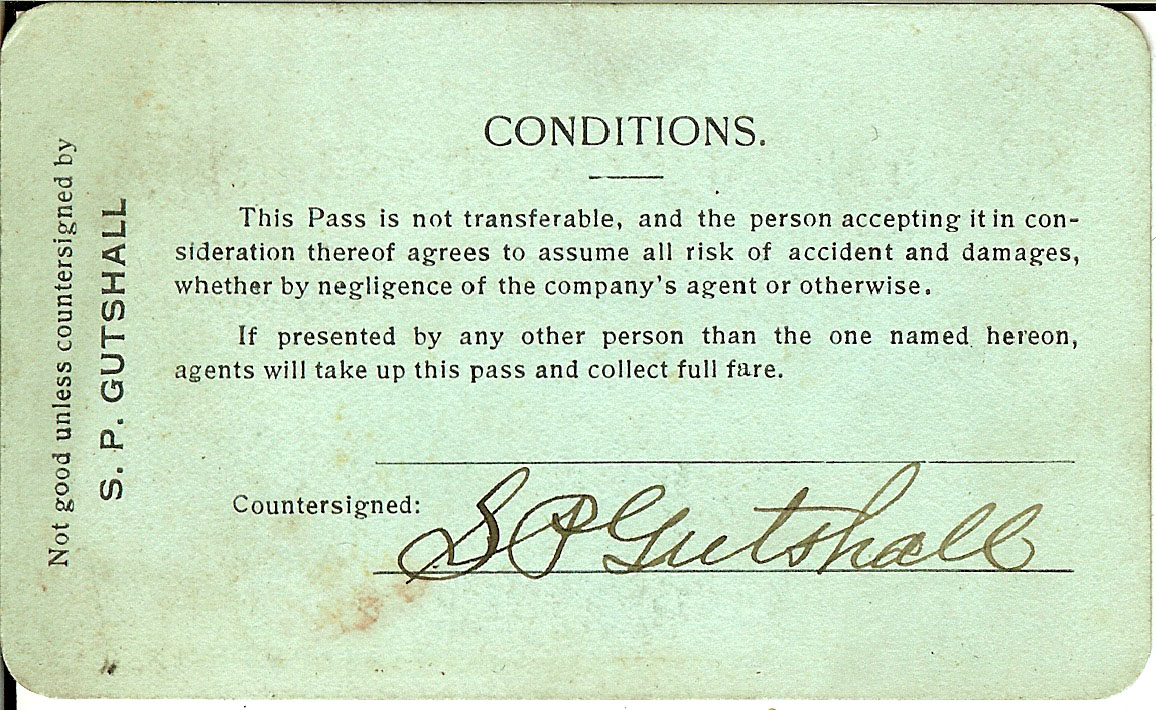 Not good unless countersigned by
S. P. GUTSHALL
CONDITIONS.
This Pass is not transferable, and the person accepting it in con-
sideration thereof agrees to assume all risk of accident and damages,
whether by negligence of the company's agent or otherwise.
If presented by any other person than the one named hereon,
agents will take up this pass and collect full fare.
Countersigned: S P Gutshall